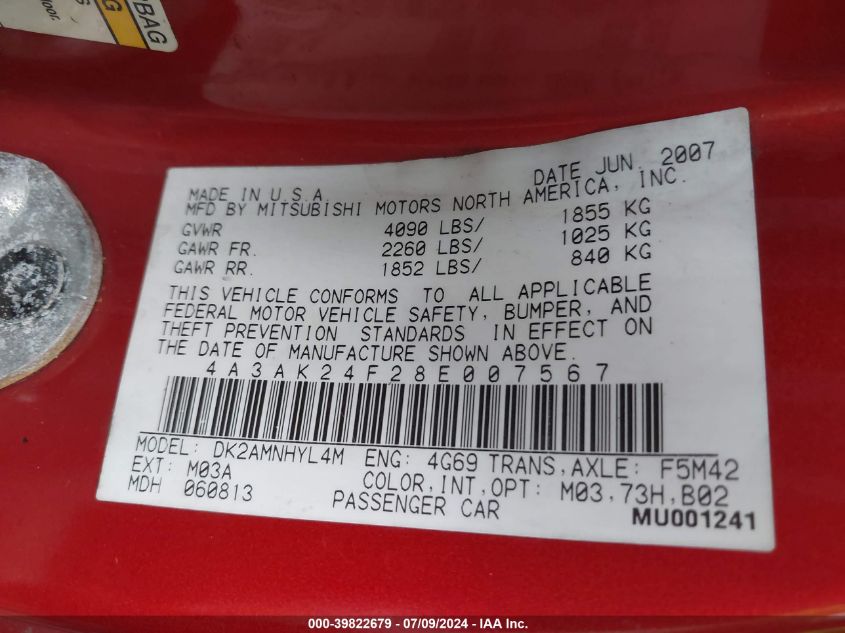 PBAG
G
MADE IN U.S.A. DATE JUN. 2007
MFD BY MITSUBISHI MOTORS NORTH AMERICA, INC.
GVWR 4090 LBS/ 1855 KG
GAWR FR. 2260 LBS/ 1025 KG
GAWR RR. 1852 LBS/ 840 KG
THIS VEHICLE CONFORMS TO ALL APPLICABLE
FEDERAL MOTOR VEHICLE SAFETY, BUMPER, AND
THEFT PREVENTION STANDARDS IN EFFECT ON
THE DATE OF MANUFACTURE SHOWN ABOVE.
4A3AK24F28E007567
MODEL: DK2AMNHYL4M ENG: 4G69 TRANS,AXLE: F5M42
EXT: M03A COLOR,INT,OPT: M03,73H,B02
MDH 060813 PASSENGER CAR
MU001241
000-39822679 / 07/09/2024 - © IAA, Inc.